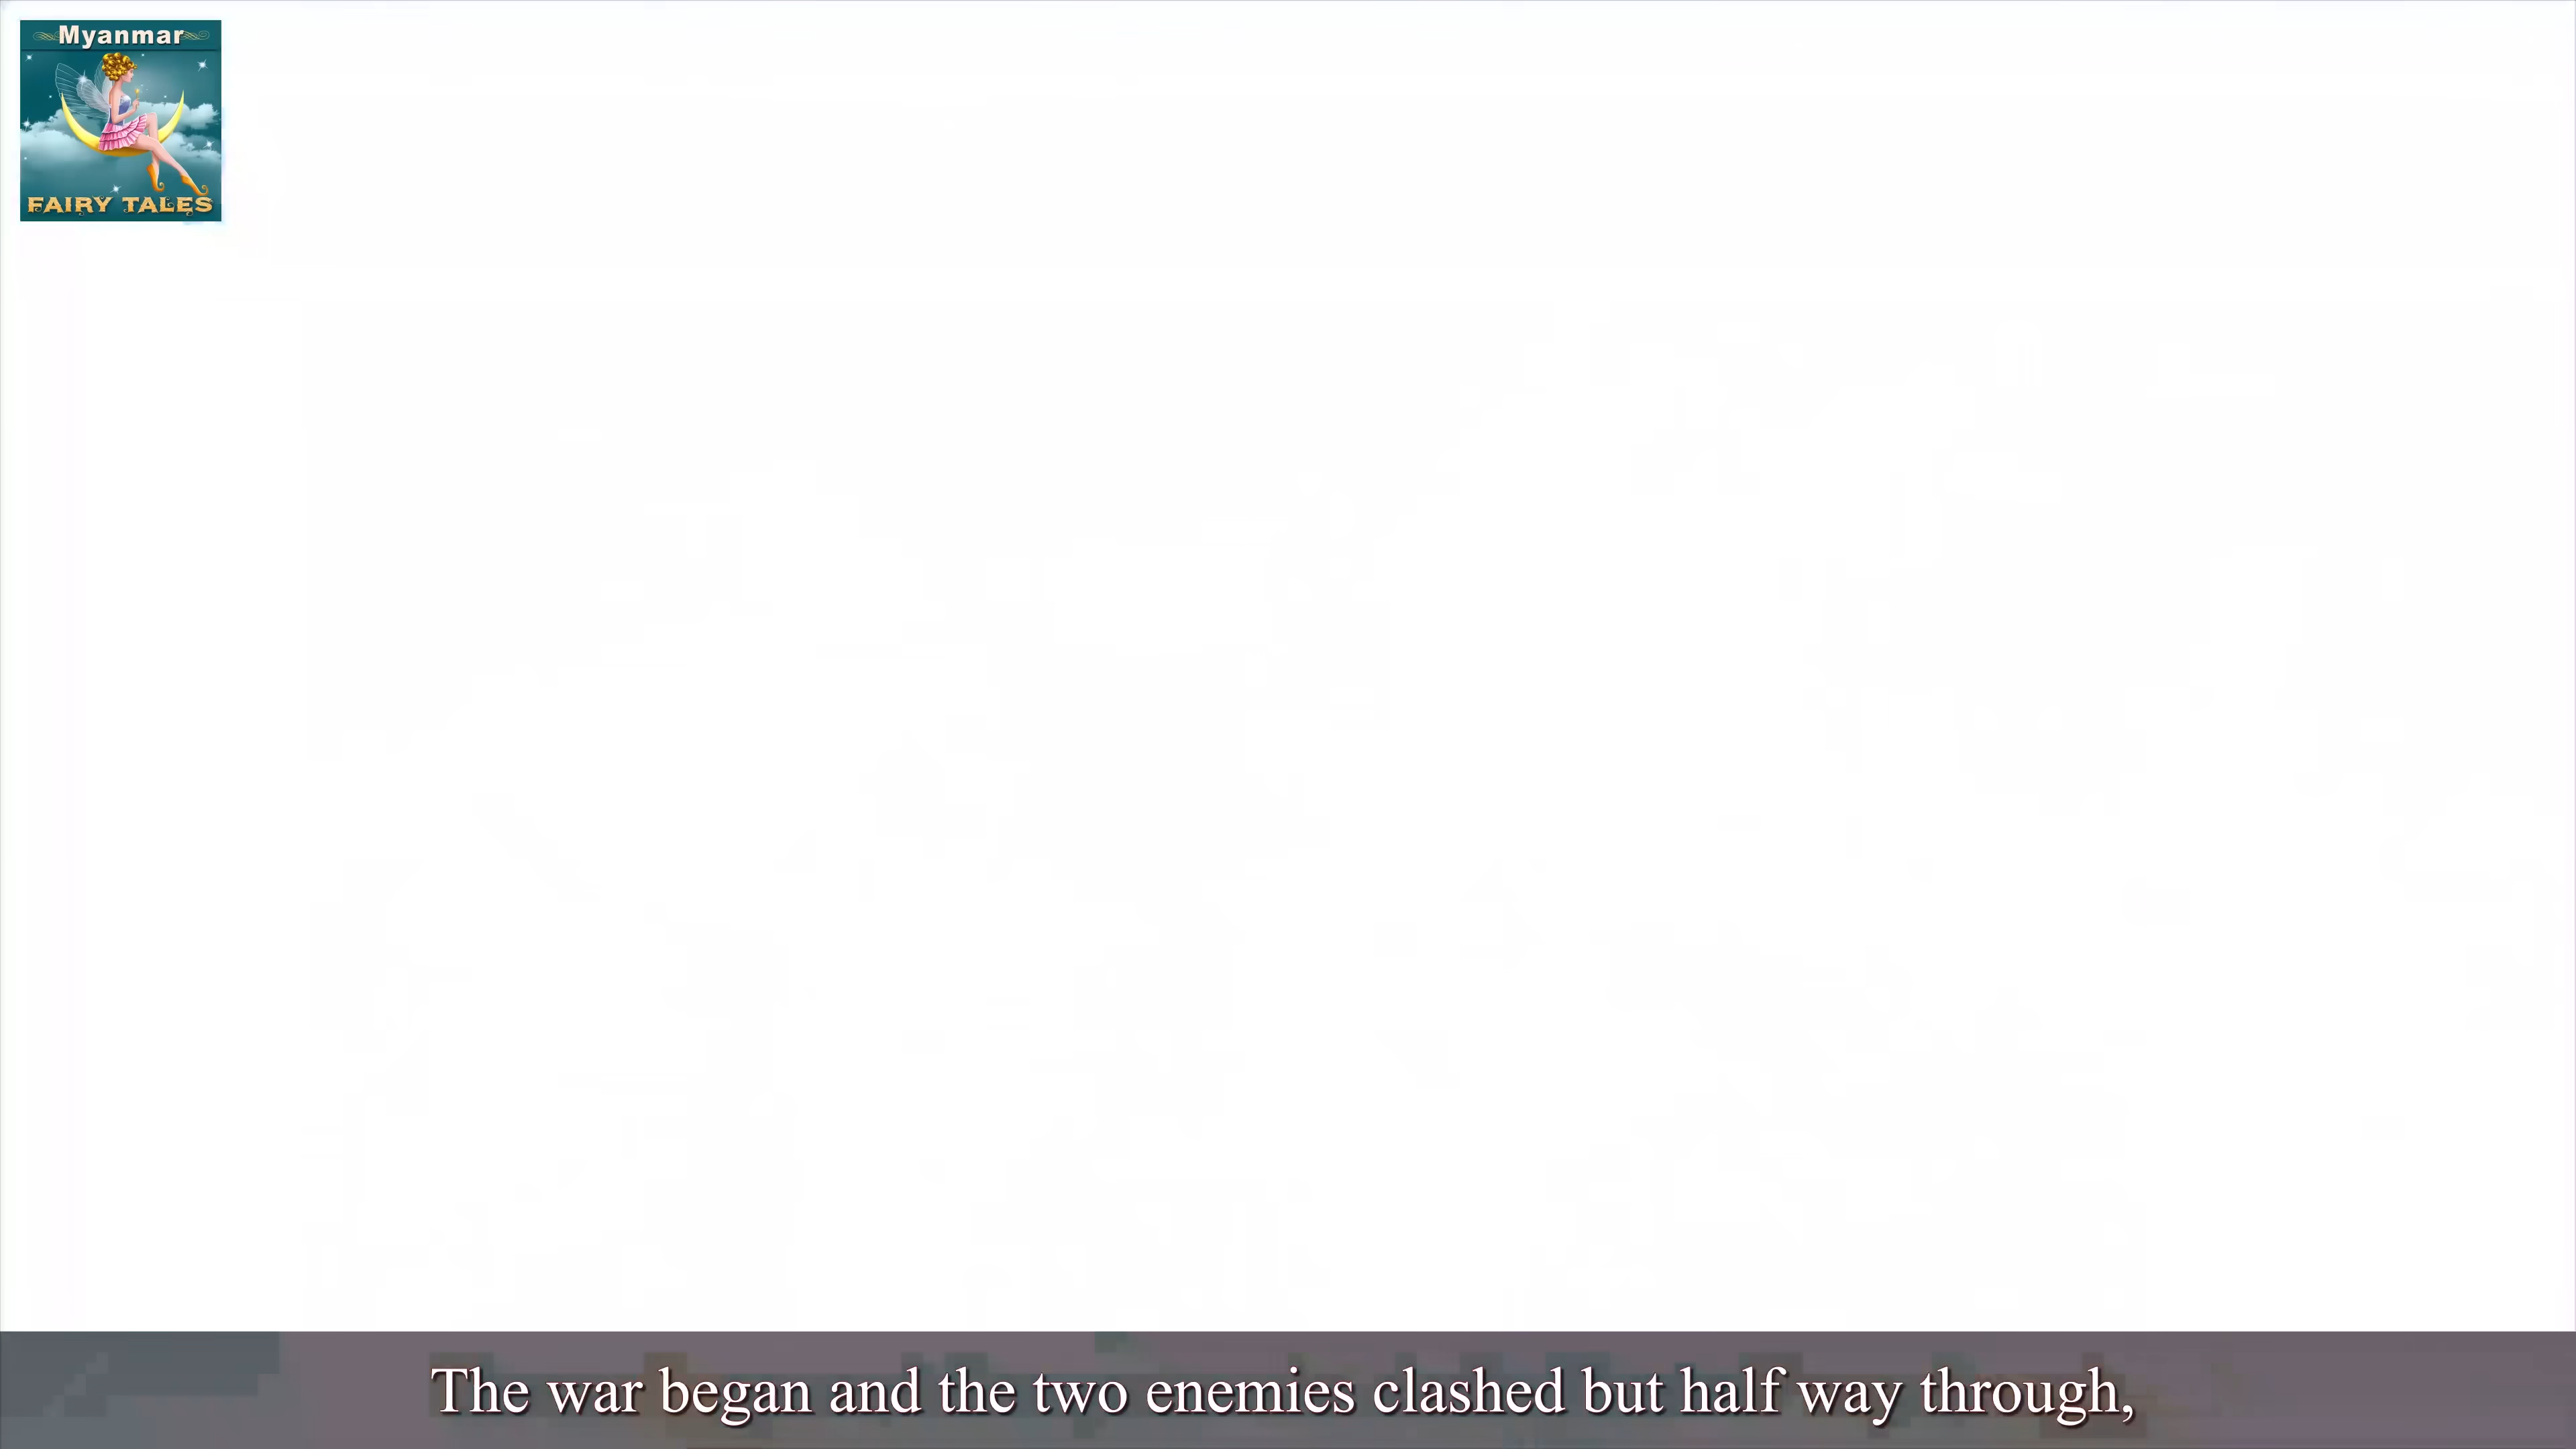 Myanmar
FAIRY TALES
The war began and the two enemies clashed but half way through,